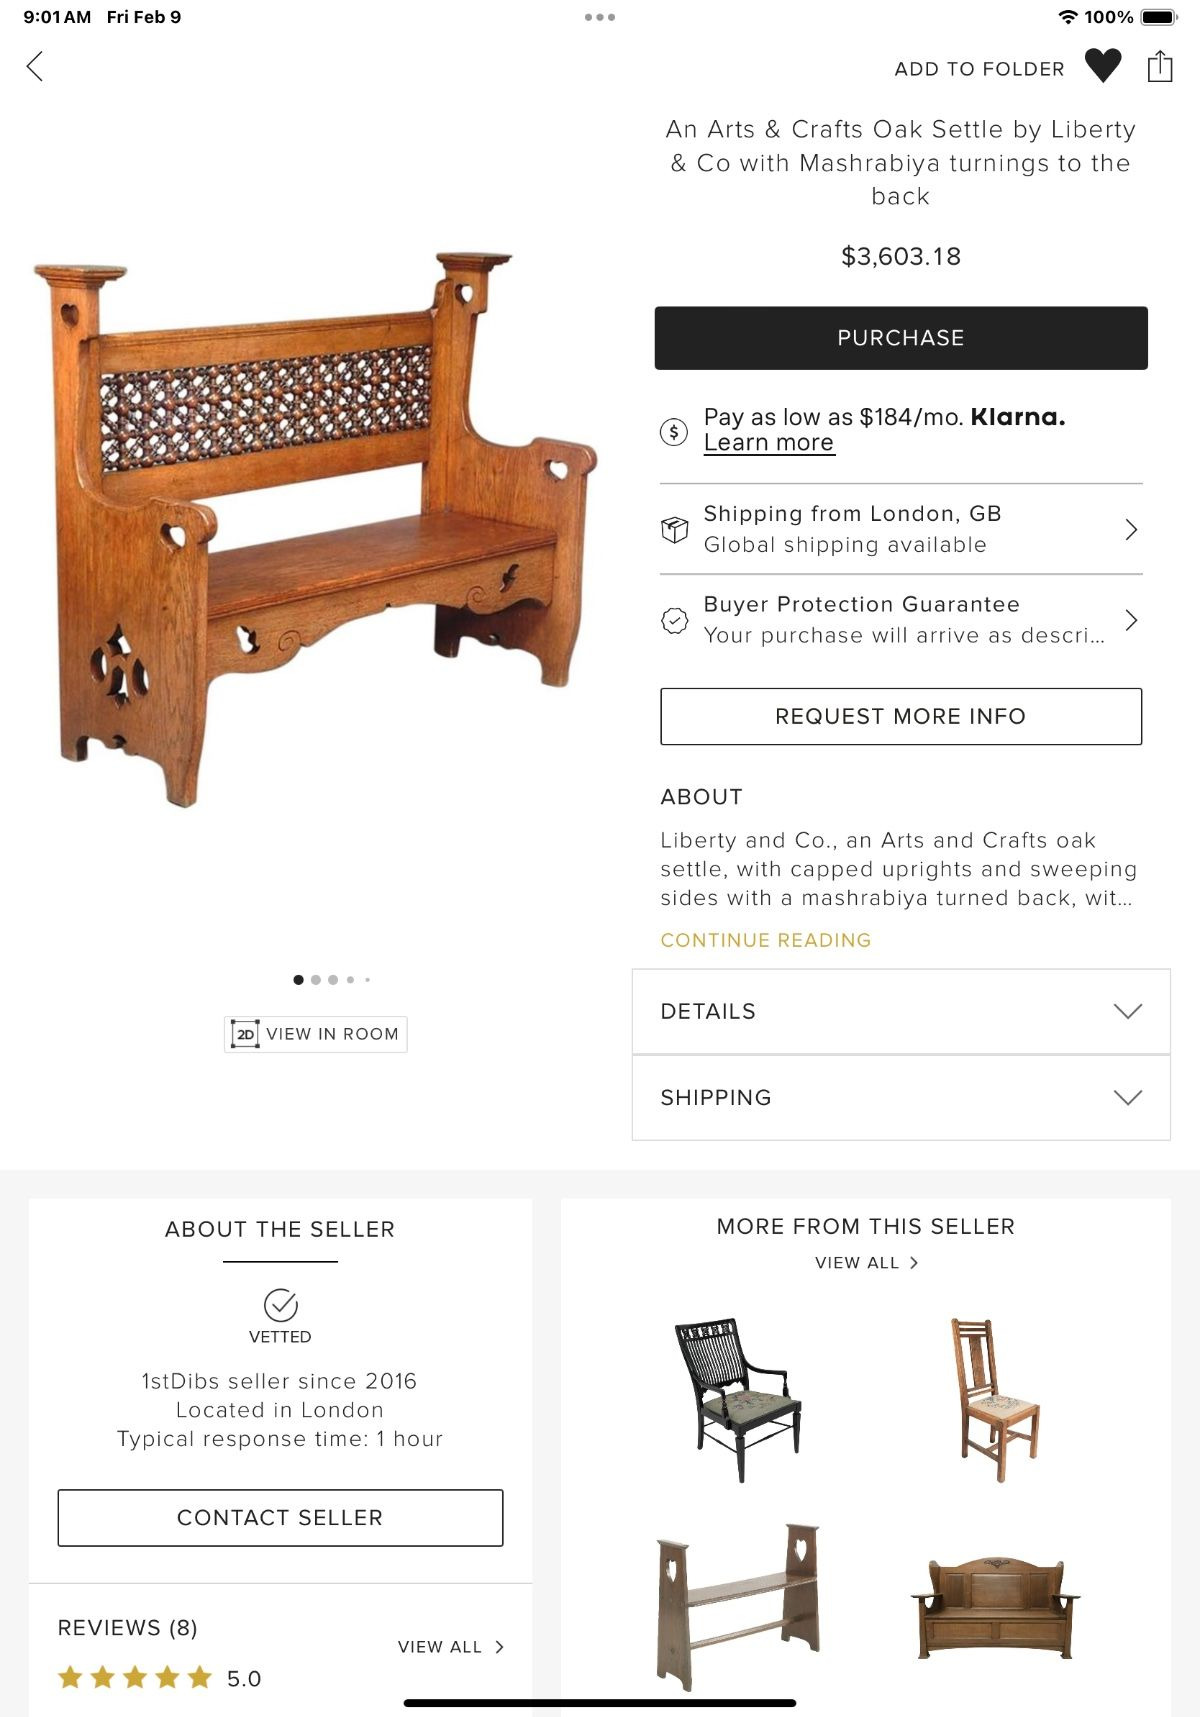 9:01 AM Fri Feb 9
100%
ADD TO FOLDER
An Arts & Crafts Oak Settle by Liberty
& Co with Mashrabiya turnings to the
back
$3,603.18
PURCHASE
Pay as low as $184/mo. Klarna.
Learn more
Shipping from London, GB
Global shipping available
Buyer Protection Guarantee
Your purchase will arrive as descri...
REQUEST MORE INFO
ABOUT
Liberty and Co., an Arts and Crafts oak
settle, with capped uprights and sweeping
sides with a mashrabiya turned back, wit...
CONTINUE READING
2D VIEW IN ROOM
DETAILS
SHIPPING
ABOUT THE SELLER
VETTED
1stDibs seller since 2016
Located in London
Typical response time: 1 hour
CONTACT SELLER
REVIEWS (8)
VIEW ALL
5.0
MORE FROM THIS SELLER
VIEW ALL